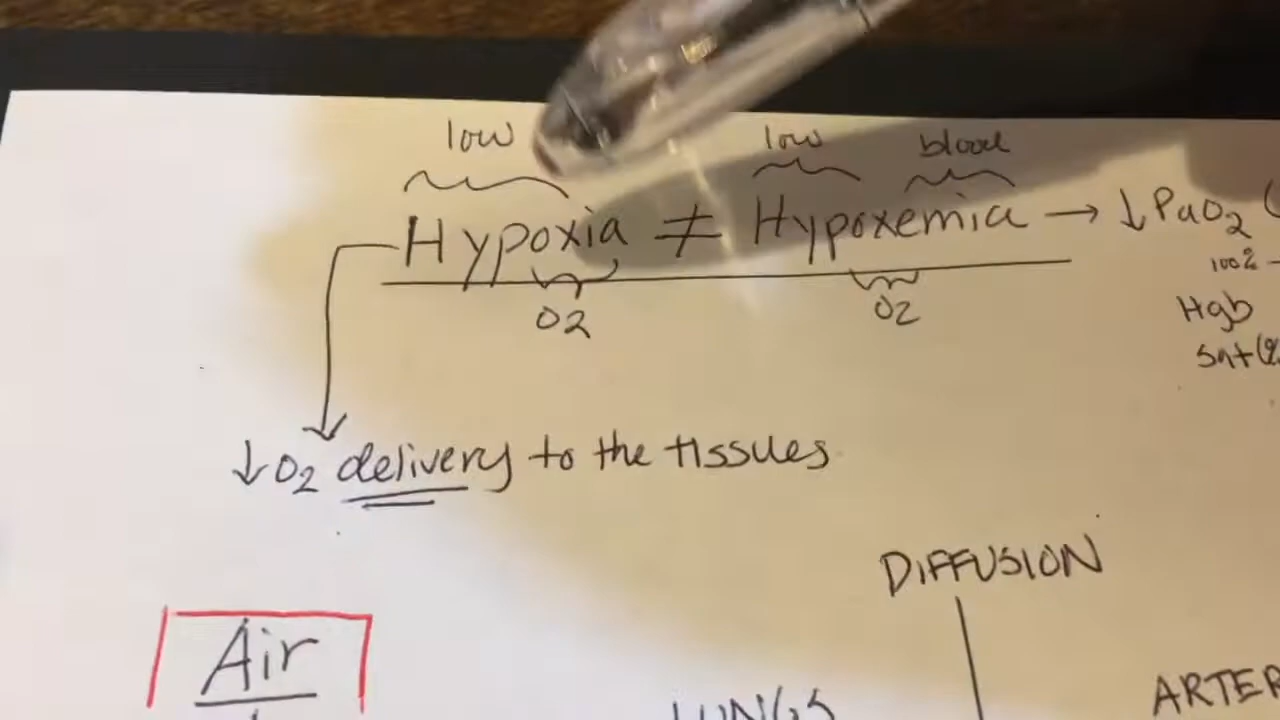 low low blood
Hypoxia ≠ Hypoxemia → ↓ PaO2 (
100%
O2 O2 Hgb
Sat(%
↓ O2 delivery to the tissues
DIFFUSION
Air
LUNGS
ARTER